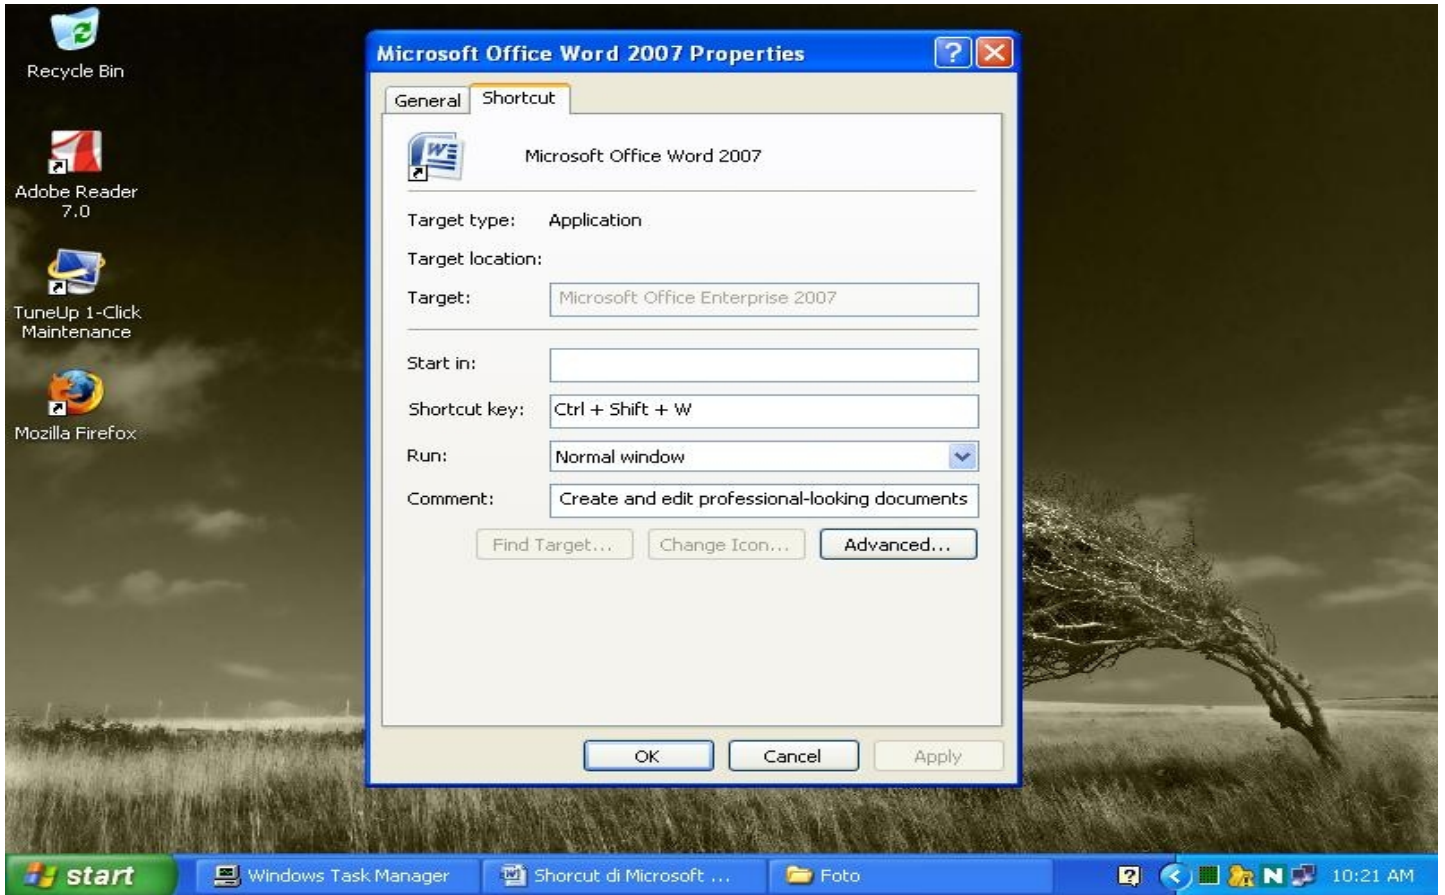 Recycle Bin
Adobe Reader
7.0
TuneUp 1-Click
Maintenance
Mozilla Firefox
Microsoft Office Word 2007 Properties
General
Shortcut
Microsoft Office Word 2007
Target type: Application
Target location:
Target: Microsoft Office Enterprise 2007
Start in:
Shortcut key: Ctrl + Shift + W
Run: Normal window
Comment: Create and edit professional-looking documents
Find Target...
Change Icon...
Advanced...
OK
Cancel
Apply
start
Windows Task Manager
Shorcut di Microsoft ...
Foto
10:21 AM